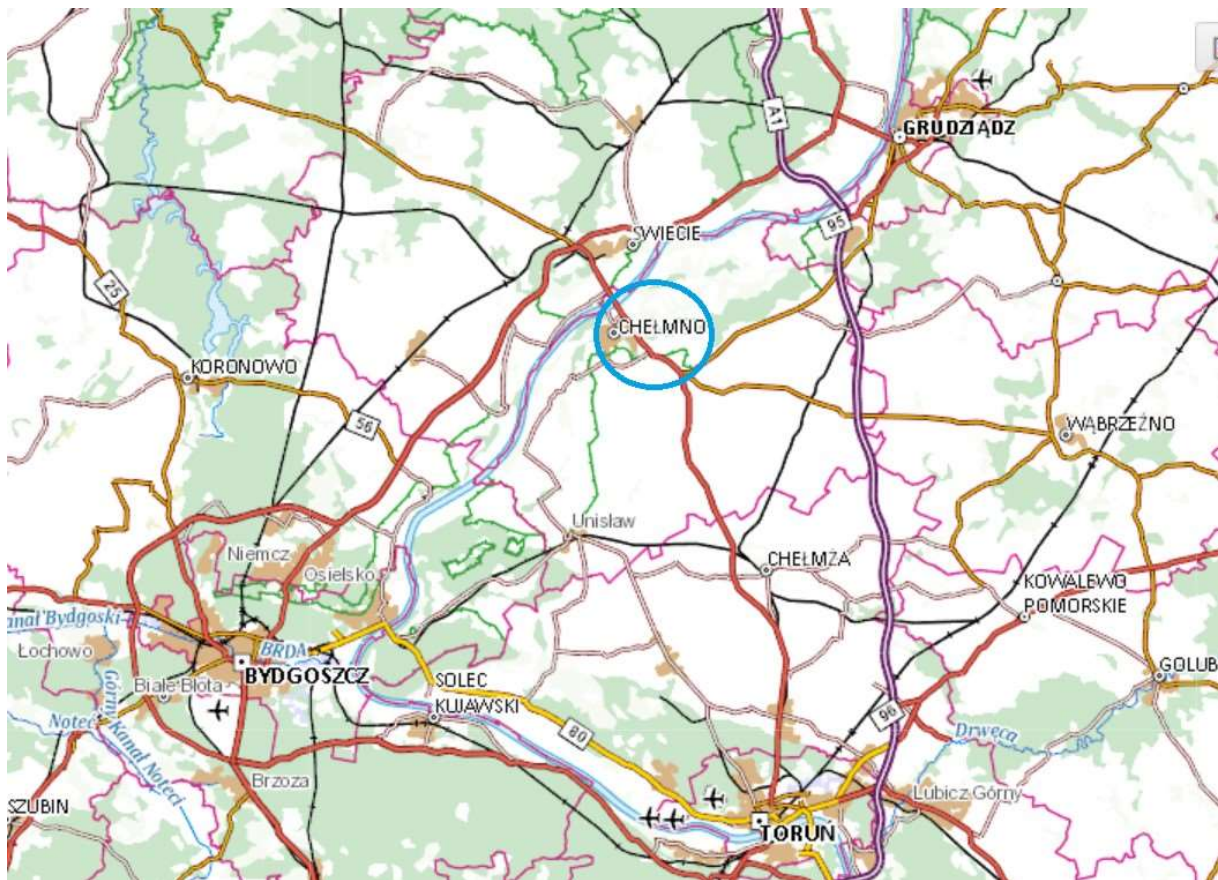 A1
GRUDZIĄDZ
95
ŚWIECIE
25
CHEŁMNO
KORONOWO
56
WĄBRZEŹNO
Unisław
Niemcz
Osielsko
CHEŁMŻA
KOWALEWO
POMORSKIE
Kanał Bydgoski
Łochowo
BRDA
BYDGOSZCZ
Białe Błota
SOLEC
KUJAWSKI
GOLUB
Górny Kanał Noteci
Noteć
80
96
Drwęca
Brzoza
SZUBIN
Lubicz Górny
TORUŃ